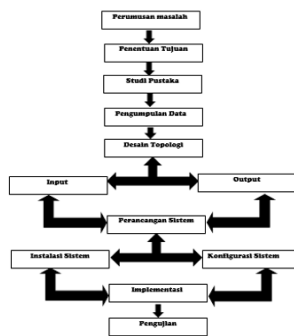 Perumusan masalah
Penentuan Tujuan
Studi Pustaka
Pengumpulan Data
Desain Topologi
Input
Output
Perancangan Sistem
Instalasi Sistem
Konfigurasi Sistem
Implementasi
Pengujian